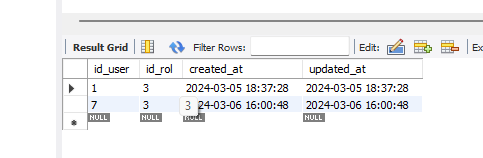 Result Grid Filter Rows: Edit:
id_user id_rol created_at updated_at
1 3 2024-03-05 18:37:28 2024-03-05 18:37:28
7 3 3 24-03-06 16:00:48 2024-03-06 16:00:48
NULL NULL NULL NULL